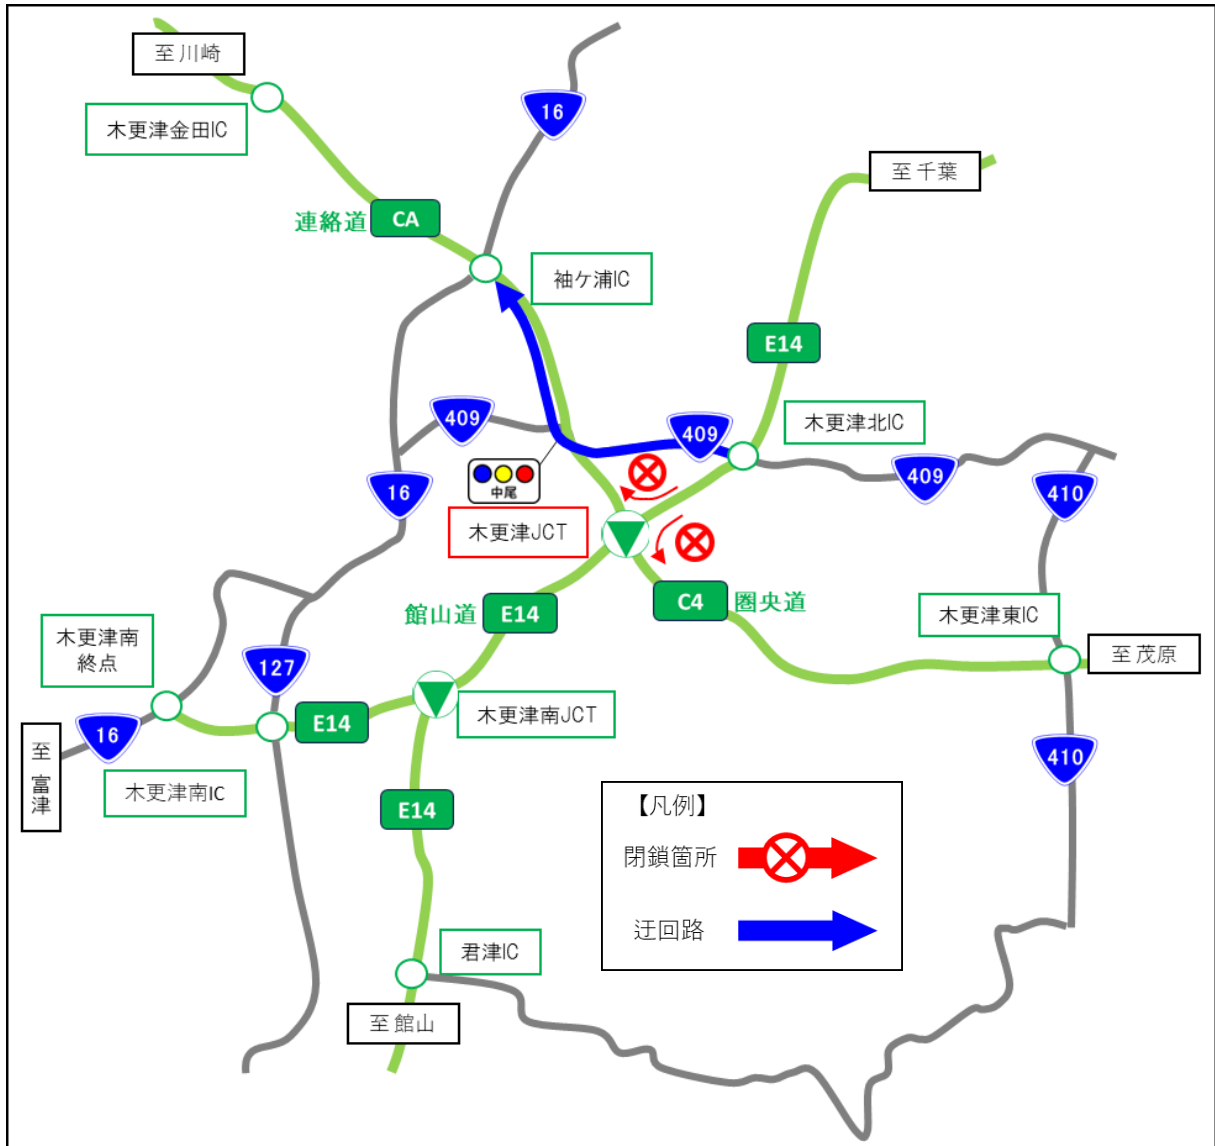 至 川崎
木更津金田IC
16
至 千葉
連絡道
CA
袖ケ浦IC
E14
409
409
木更津北IC
中尾
16
409
410
木更津JCT
館山道
E14
C4
圏央道
木更津東IC
木更津南
終点
127
至 茂原
16
E14
木更津南JCT
至 富津
木更津南IC
E14
410
【凡例】
閉鎖箇所
迂回路
君津IC
至 館山